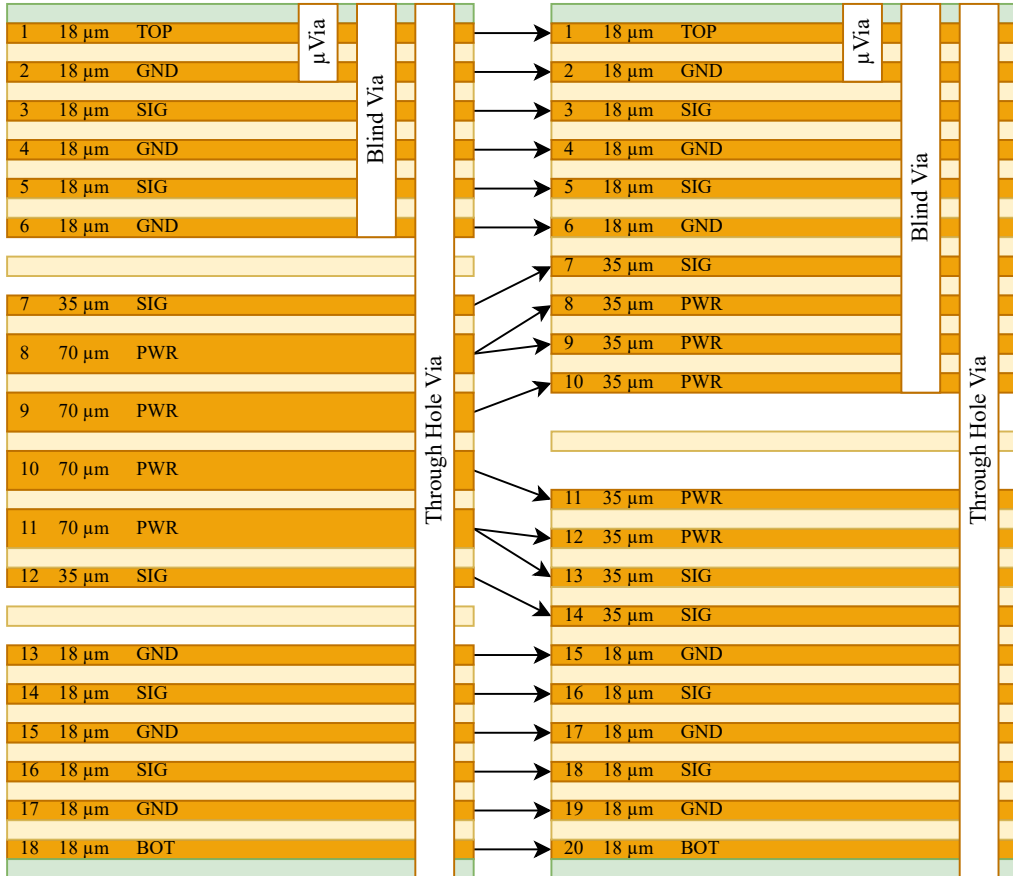 1 18 µm TOP
2 18 µm GND
3 18 µm SIG
4 18 µm GND
5 18 µm SIG
6 18 µm GND
7 35 µm SIG
8 70 µm PWR
9 70 µm PWR
10 70 µm PWR
11 70 µm PWR
12 35 µm SIG
13 18 µm GND
14 18 µm SIG
15 18 µm GND
16 18 µm SIG
17 18 µm GND
18 18 µm BOT
µVia
Blind Via
Through Hole Via
1 18 µm TOP
2 18 µm GND
3 18 µm SIG
4 18 µm GND
5 18 µm SIG
6 18 µm GND
7 35 µm SIG
8 35 µm PWR
9 35 µm PWR
10 35 µm PWR
11 35 µm PWR
12 35 µm PWR
13 35 µm SIG
14 35 µm SIG
15 18 µm GND
16 18 µm SIG
17 18 µm GND
18 18 µm SIG
19 18 µm GND
20 18 µm BOT
µVia
Blind Via
Through Hole Via